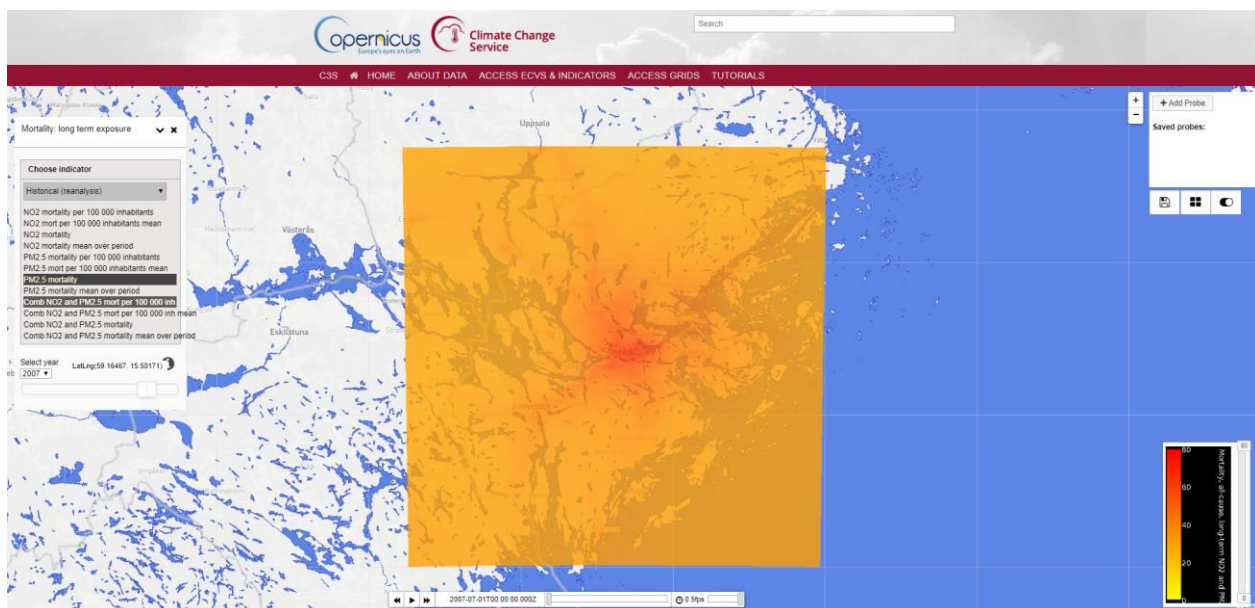 opernicus
Europe's eyes on Earth
Climate Change
Service
Search
C3S HOME ABOUT DATA ACCESS ECVS & INDICATORS ACCESS GRIDS TUTORIALS
+
−
+ Add Probe
Saved probes:
Mortality: long term exposure
Choose indicator
Historical (reanalysis)
NO2 mortality per 100 000 inhabitants
NO2 mort per 100 000 inhabitants mean
NO2 mortality
NO2 mortality mean over period
PM2.5 mortality per 100 000 inhabitants
PM2.5 mort per 100 000 inhabitants mean
PM2.5 mortality
PM2.5 mortality mean over period
Comb NO2 and PM2.5 mort per 100 000 inh
Comb NO2 and PM2.5 mort per 100 000 inh mean
Comb NO2 and PM2.5 mortality
Comb NO2 and PM2.5 mortality mean over period
Select year
2007
LatLng(59.16467, 15.50171)
Sala
Uppsala
Västerås
Eskilstuna
80
60
40
20
0
Mortality, all-cause, long-term NO2 and PM
80
0
2007-07-01T00:00:00.000Z
0.5fps